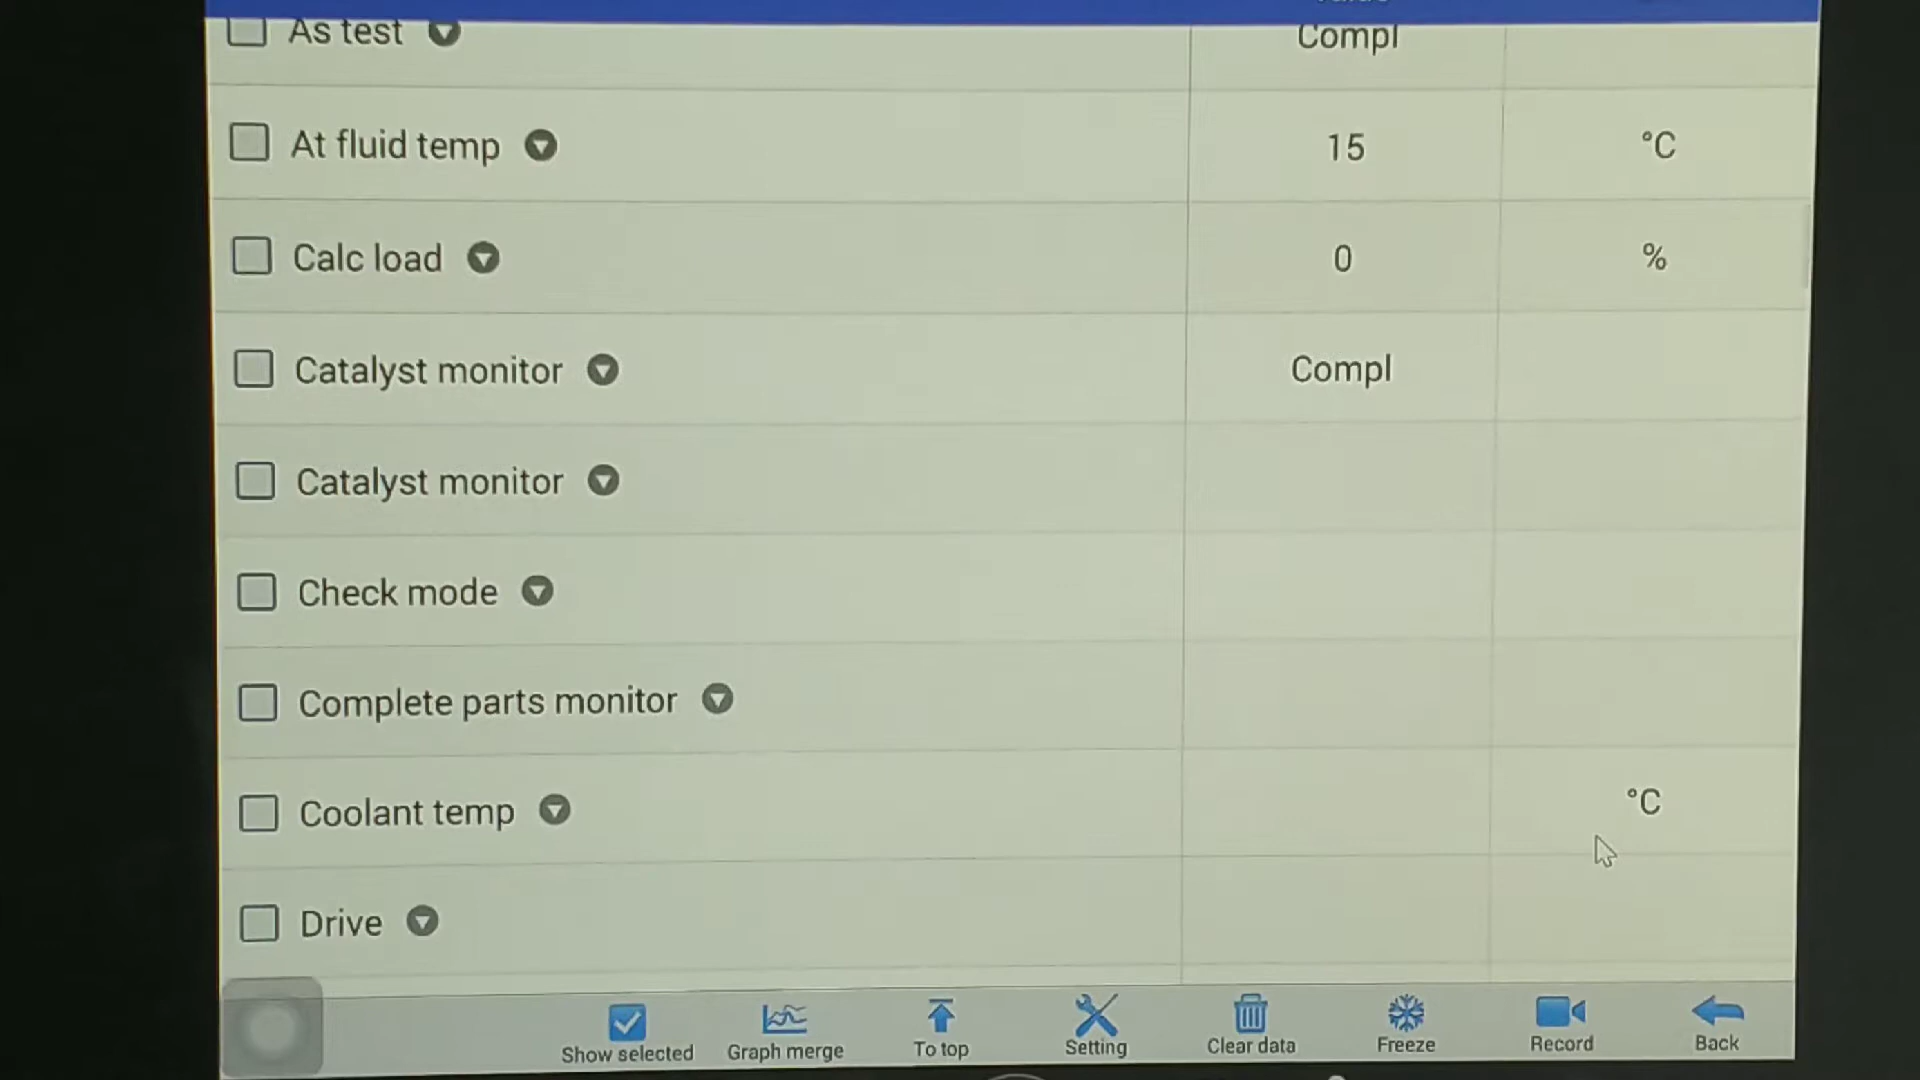 As test Compl
At fluid temp 15 °C
Calc load 0 %
Catalyst monitor Compl
Catalyst monitor
Check mode
Complete parts monitor
Coolant temp °C
Drive
Show selected Graph merge To top Setting Clear data Freeze Record Back